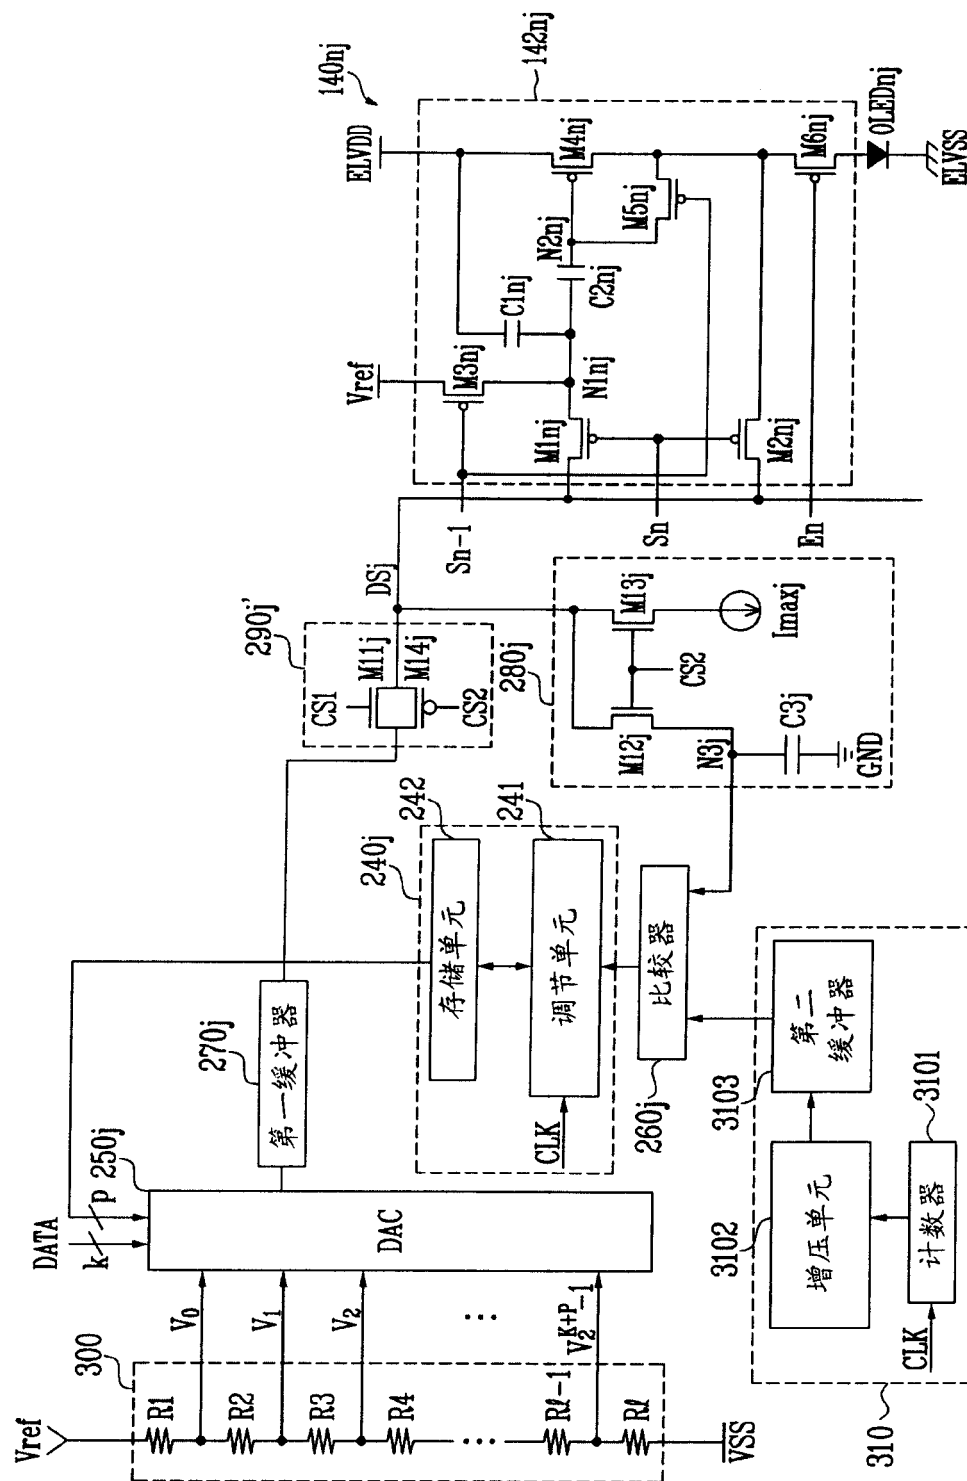 Vref
300
R1
R2
R3
R4
...
Rℓ-1
Rℓ
VSS
V0
V1
V2
...
V2^K+P-1
DATA
k
p
250j
DAC
270j
第一缓冲器
290j'
CS1
M11j
M14j
CS2
DSj
240j
242
存储单元
241
调节单元
CLK
260j
比较器
280j
M12j
M13j
CS2
N3j
C3j
GND
Imaxj
310
3101
计数器
CLK
3102
增压单元
3103
第二
缓冲器
140nj
142nj
ELVDD
Vref
M3nj
C1nj
N1nj
N2nj
C2nj
M4nj
M5nj
M1nj
M2nj
M6nj
OLEDnj
ELVSS
Sn-1
Sn
En